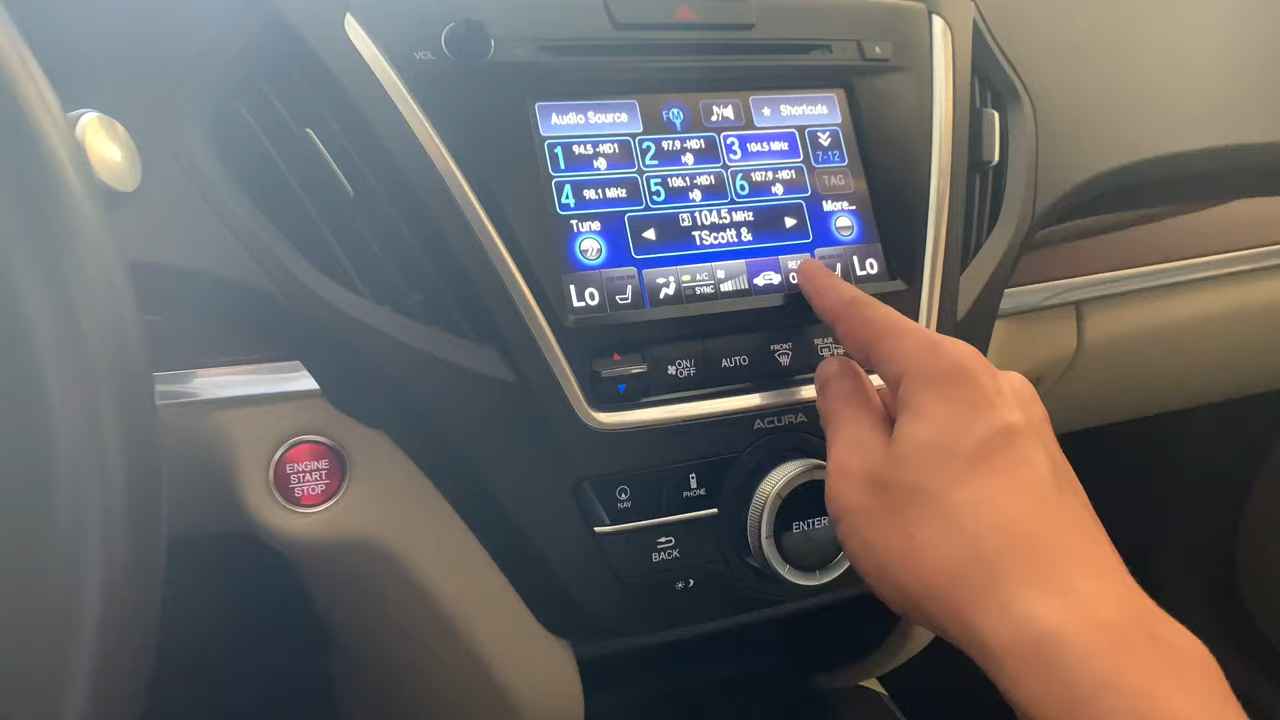 VOL
Audio Source
FM
Shortcuts
1 94.5 -HD1
2 97.9 -HD1
3 104.5 MHz
7-12
4 98.1 MHz
5 106.1 -HD1
6 107.9 -HD1
TAG
Tune
3 104.5 MHz
More...
TScott &
Lo
A/C
SYNC
Lo
ON/
OFF
AUTO
FRONT
REAR
ACURA
ENGINE
START
STOP
NAV
PHONE
ENTER
BACK